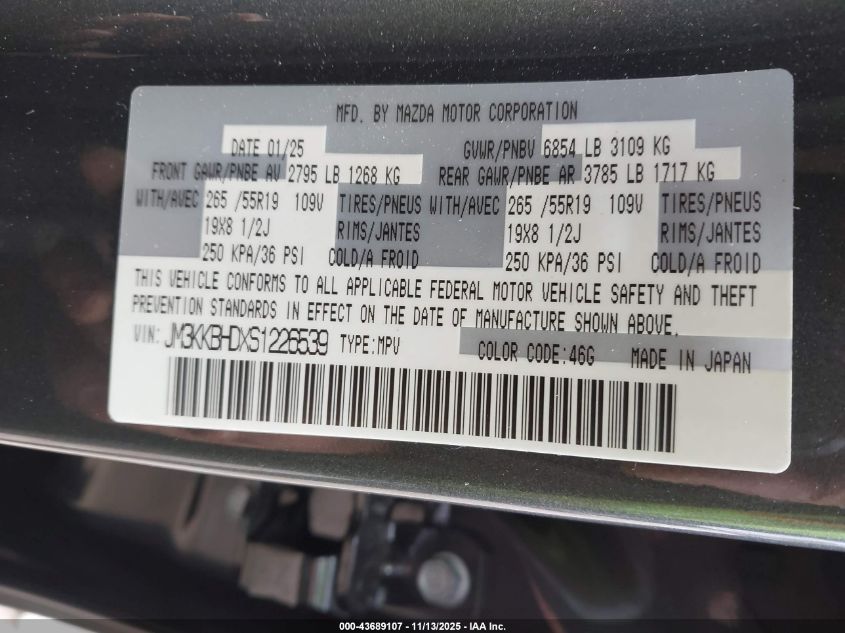 MFD. BY MAZDA MOTOR CORPORATION
DATE 01/25 GVWR/PNBV 6854 LB 3109 KG
FRONT GAWR/PNBE AV 2795 LB 1268 KG REAR GAWR/PNBE AR 3785 LB 1717 KG
WITH/AVEC 265 /55R19 109V TIRES/PNEUS WITH/AVEC 265 /55R19 109V TIRES/PNEUS
19X8 1/2J RIMS/JANTES 19X8 1/2J RIMS/JANTES
250 KPA/36 PSI COLD/A FROID 250 KPA/36 PSI COLD/A FROID
THIS VEHICLE CONFORMS TO ALL APPLICABLE FEDERAL MOTOR VEHICLE SAFETY AND THEFT
PREVENTION STANDARDS IN EFFECT ON THE DATE OF MANUFACTURE SHOWN ABOVE.
VIN: JM3KKBHDXS1226539 TYPE:MPV COLOR CODE:46G MADE IN JAPAN
000-43689107 - 11/13/2025 - IAA Inc.